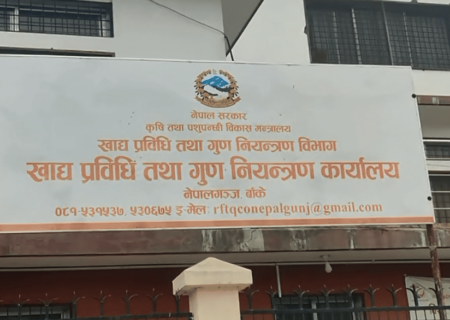 नेपाल सरकार
कृषि तथा पशुपन्छी विकास मन्त्रालय
खाद्य प्रविधि तथा गुण नियन्त्रण विभाग
खाद्य प्रविधि तथा गुण नियन्त्रण कार्यालय
नेपालगञ्ज, बाँके
०८१-५३१५३७, ५३०६७५ इ-मेल: rftqconepalgunj@gmail.com